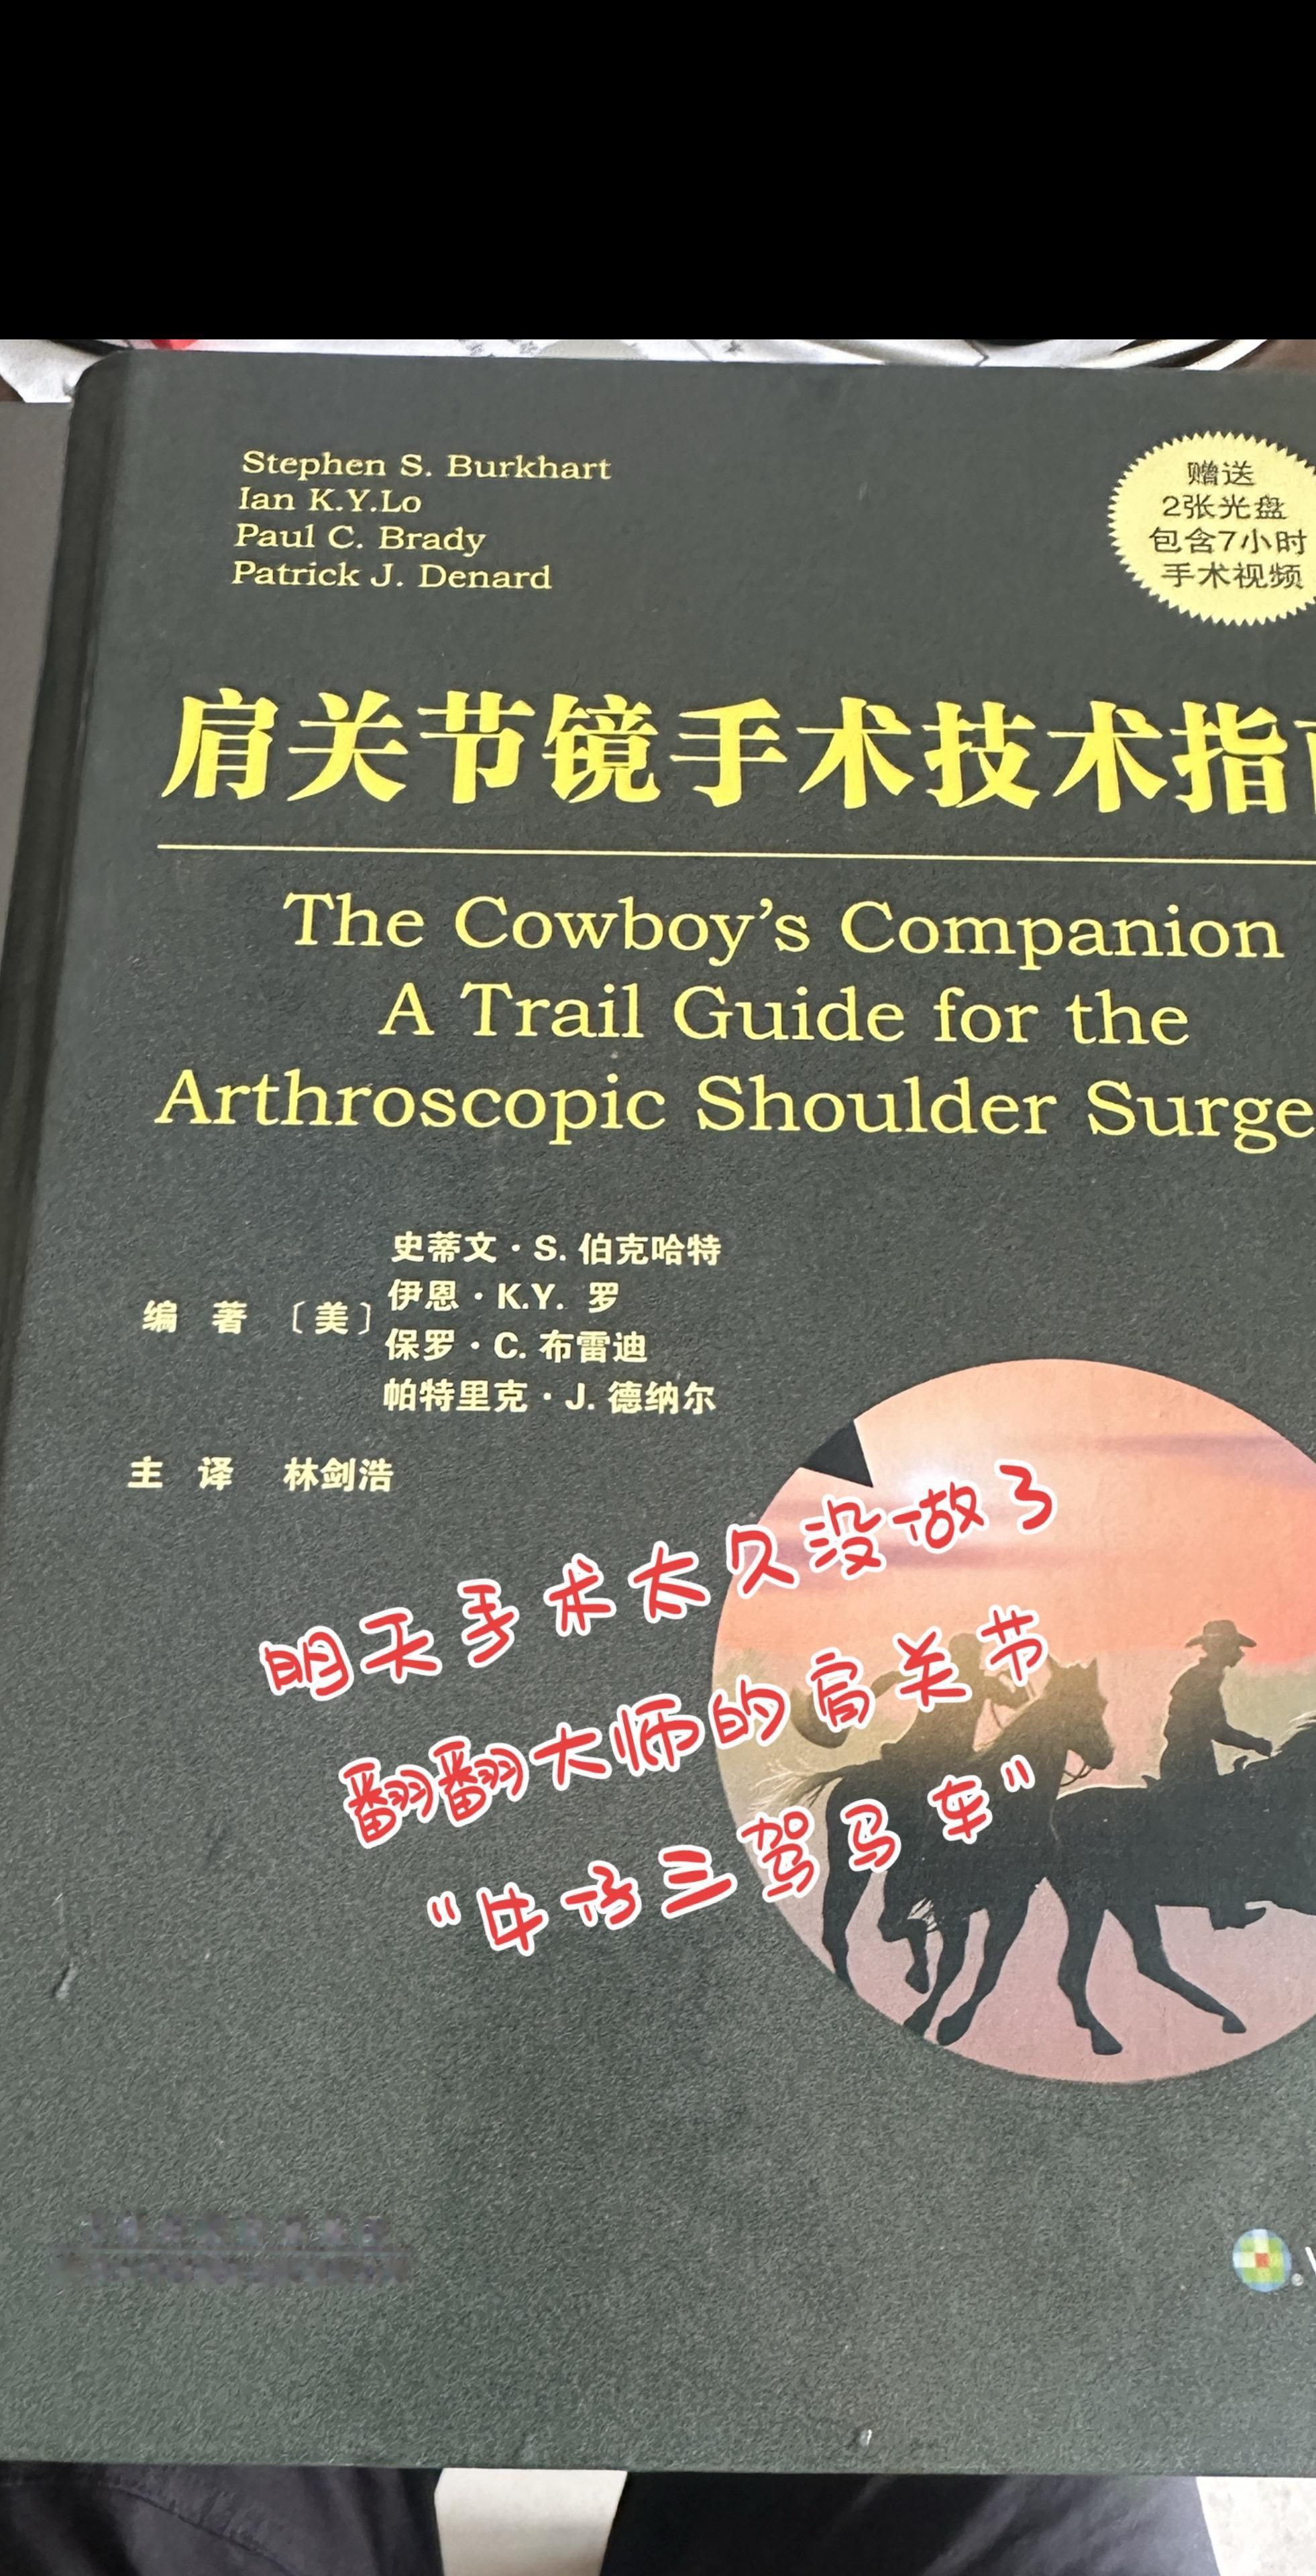 Stephen S. Burkhart
Ian K.Y.Lo
Paul C. Brady
Patrick J. Denard
赠送
2张光盘
包含7小时
手术视频
肩关节镜手术技术指
The Cowboy's Companion
A Trail Guide for the
Arthroscopic Shoulder Surge
编 著 〔美〕
史蒂文·S. 伯克哈特
伊恩·K.Y. 罗
保罗·C. 布雷迪
帕特里克·J. 德纳尔
主 译 林剑浩
明天手术太久没做了
翻翻大师的肩关节
“牛仔三驾马车”